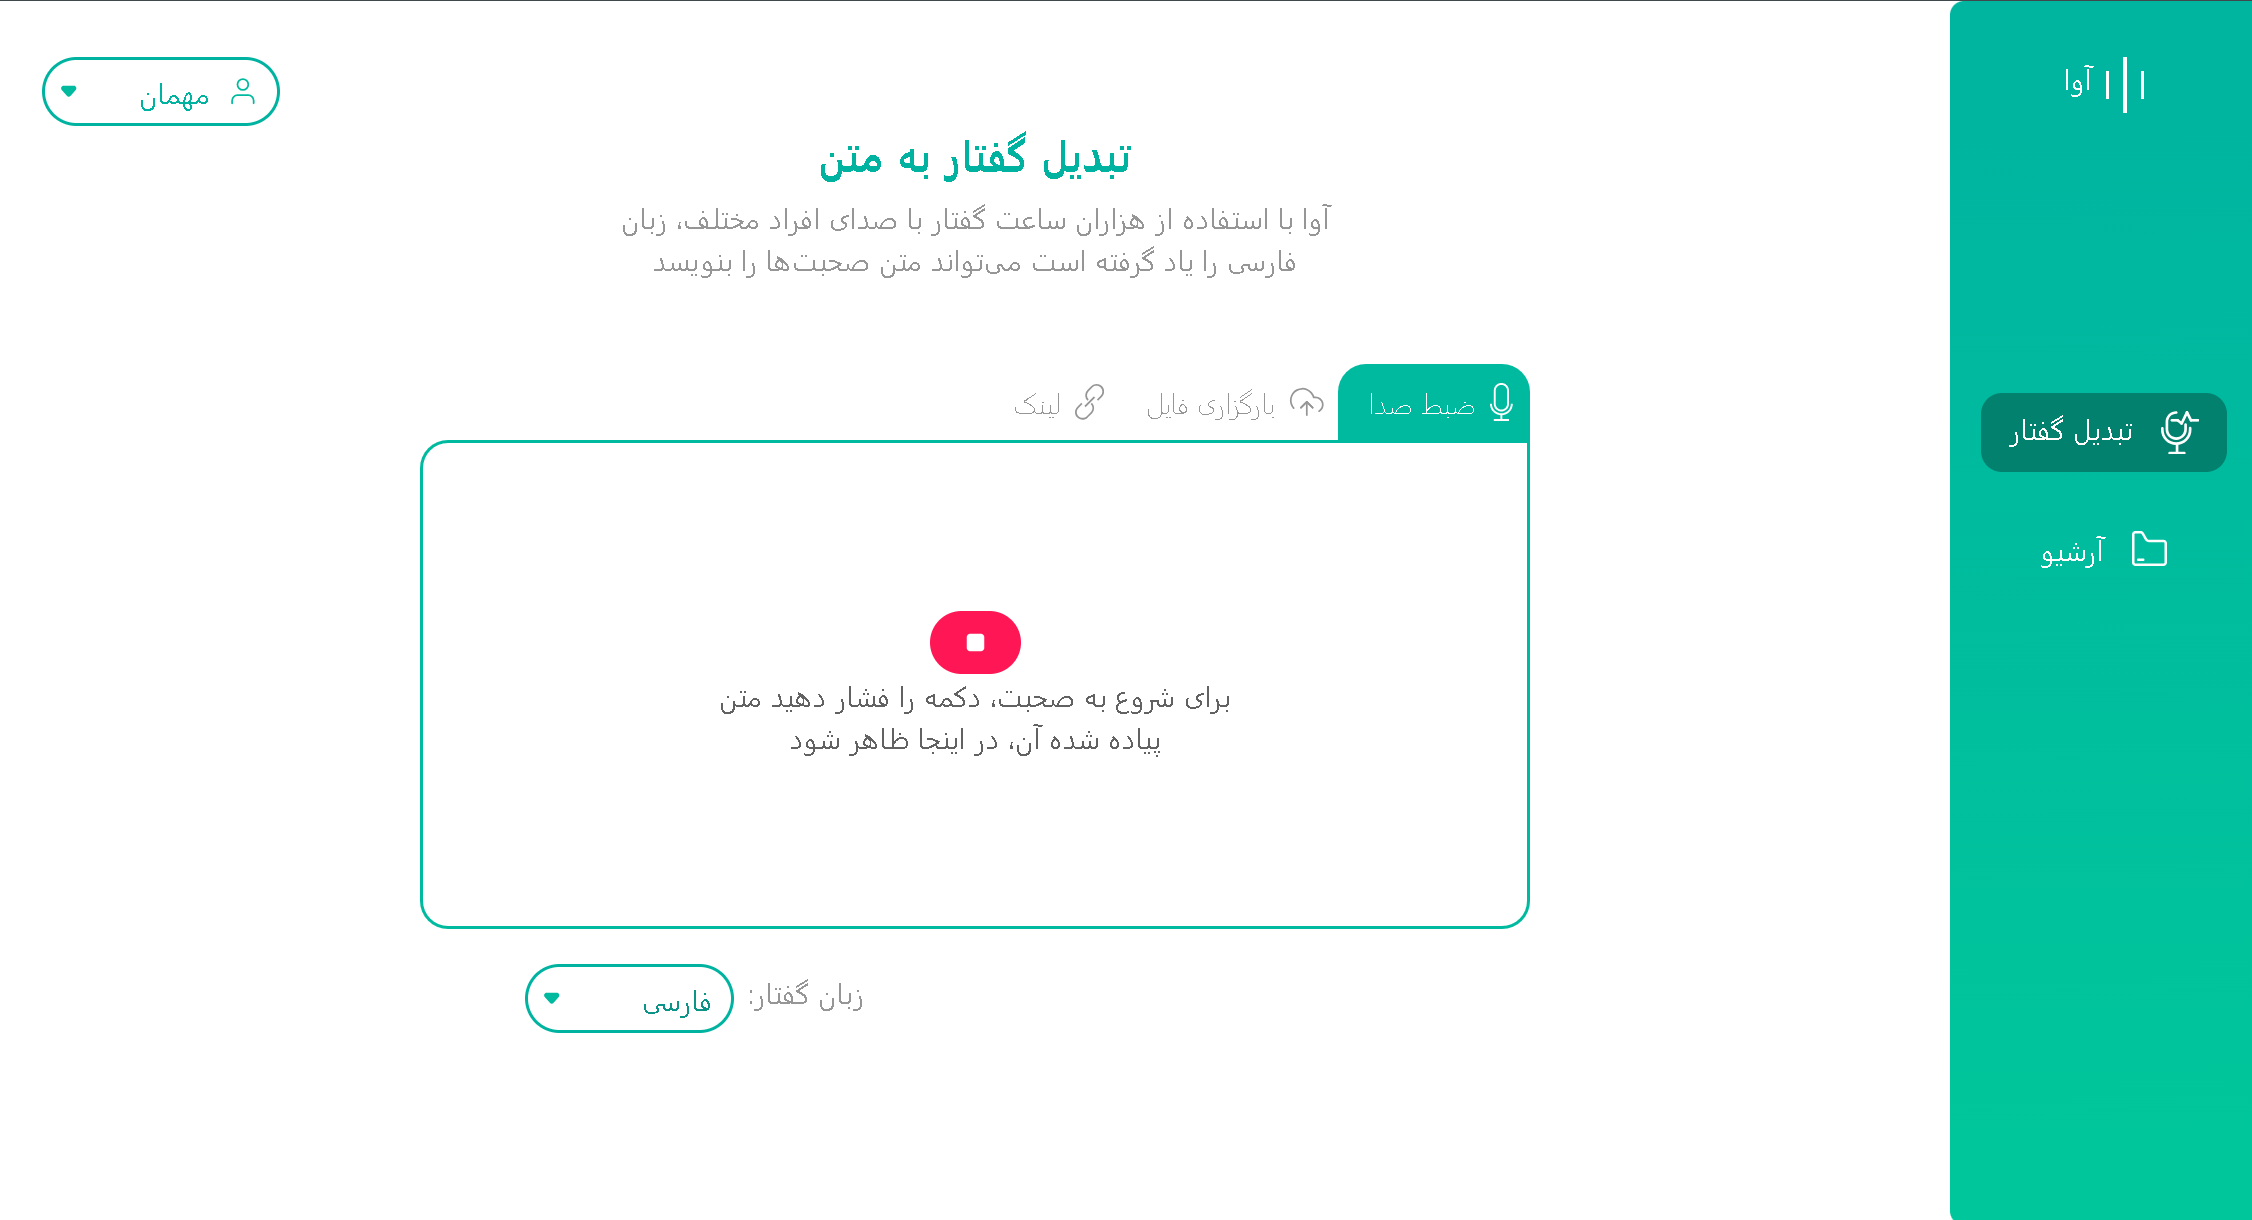 آوا
تبدیل گفتار
آرشیو
مهمان
تبدیل گفتار به متن
آوا با استفاده از هزاران ساعت گفتار با صدای افراد مختلف، زبان
فارسی را یاد گرفته است می‌تواند متن صحبت‌ها را بنویسد
ضبط صدا
بارگزاری فایل
لینک
برای شروع به صحبت، دکمه را فشار دهید متن
پیاده شده آن، در اینجا ظاهر شود
زبان گفتار:
فارسی